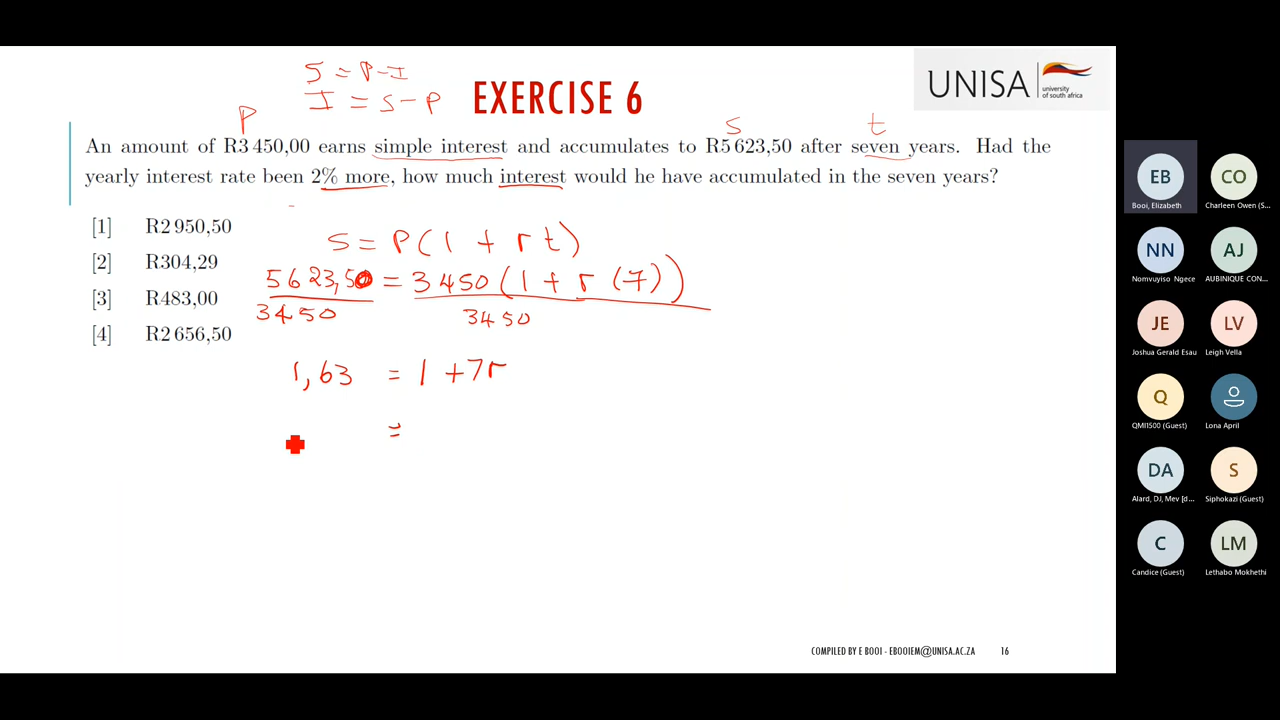 S = P - I
I = S - P
EXERCISE 6
UNISA university of south africa
P
S
t
An amount of R3 450,00 earns simple interest and accumulates to R5 623,50 after seven years. Had the
yearly interest rate been 2% more, how much interest would he have accumulated in the seven years?
[1] R2 950,50
[2] R304,29
[3] R483,00
[4] R2 656,50
S = P(1 + rt)
5623,50 = 3450(1 + r(7))
3450 3450
1,63 = 1 + 7r
=
COMPILED BY E BOOI - EBOOIEM@UNISA.AC.ZA 16
EB
Booi, Elizabeth
CO
Charleen Owen (S...
NN
Nomvuyiso Ngece
AJ
AUBINIQUE CON...
JE
Joshua Gerald Esau
LV
Leigh Vella
Q
QMI1500 (Guest)
Lona April
DA
Alard, DJ, Mev [d...
S
Siphokazi (Guest)
C
Candice (Guest)
LM
Lethabo Mokhethi